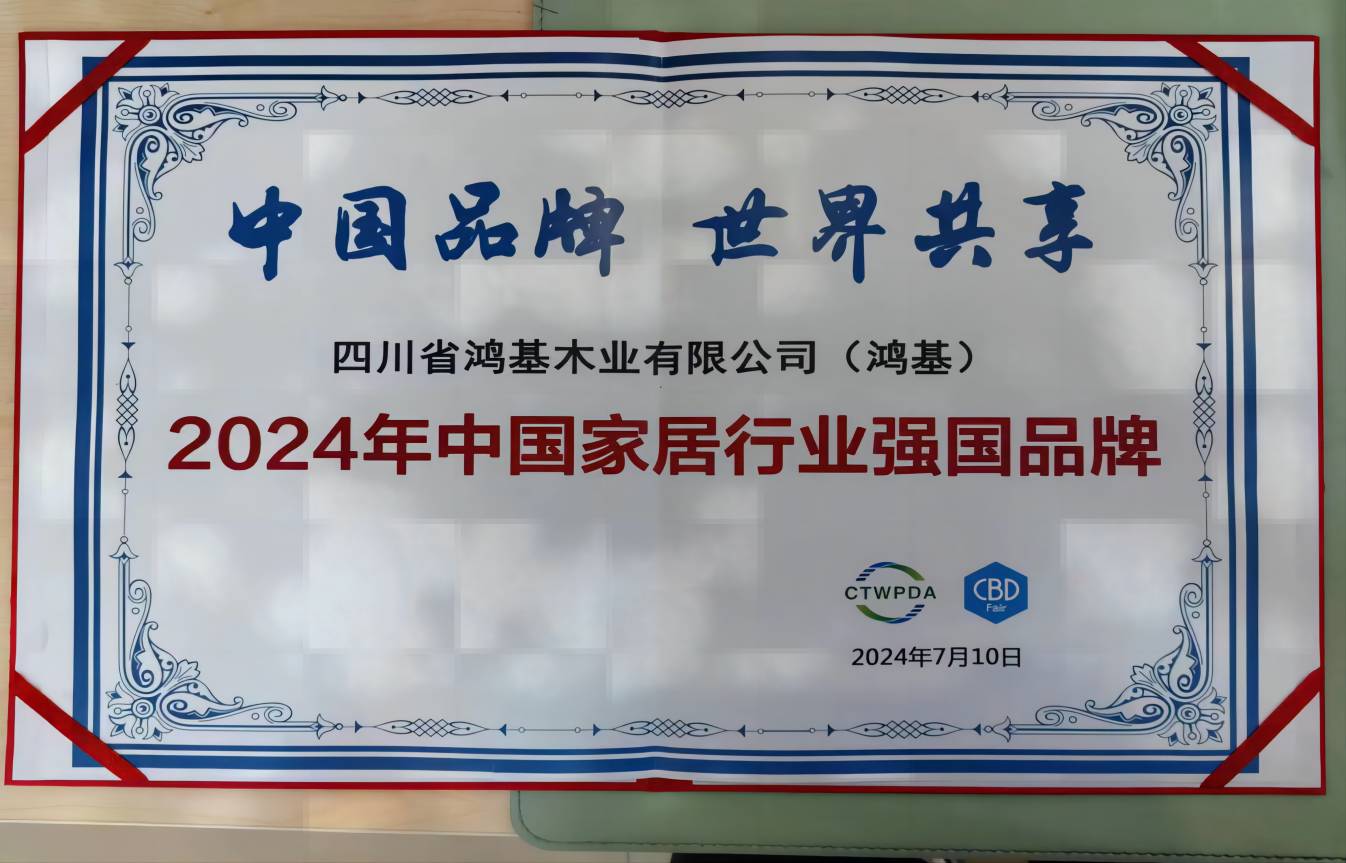 中国品牌 世界共享
四川省鸿基木业有限公司（鸿基）
2024年中国家居行业强国品牌
CTWPDA
CBD
Fair
2024年7月10日